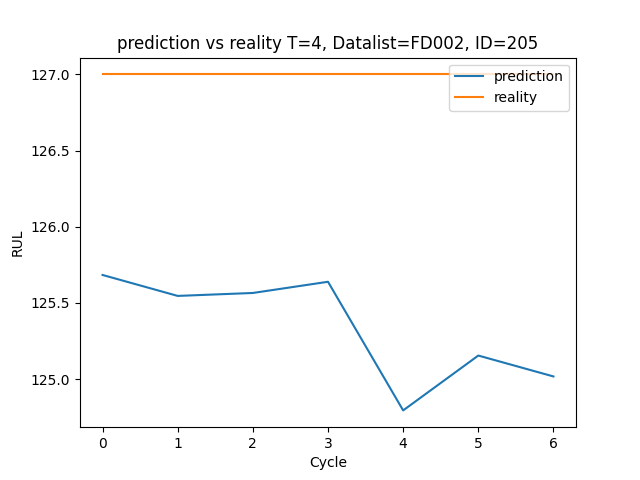 prediction vs reality T=4, Datalist=FD002, ID=205
127.0
126.5
126.0
125.5
125.0
RUL
prediction
reality
0 1 2 3 4 5 6
Cycle